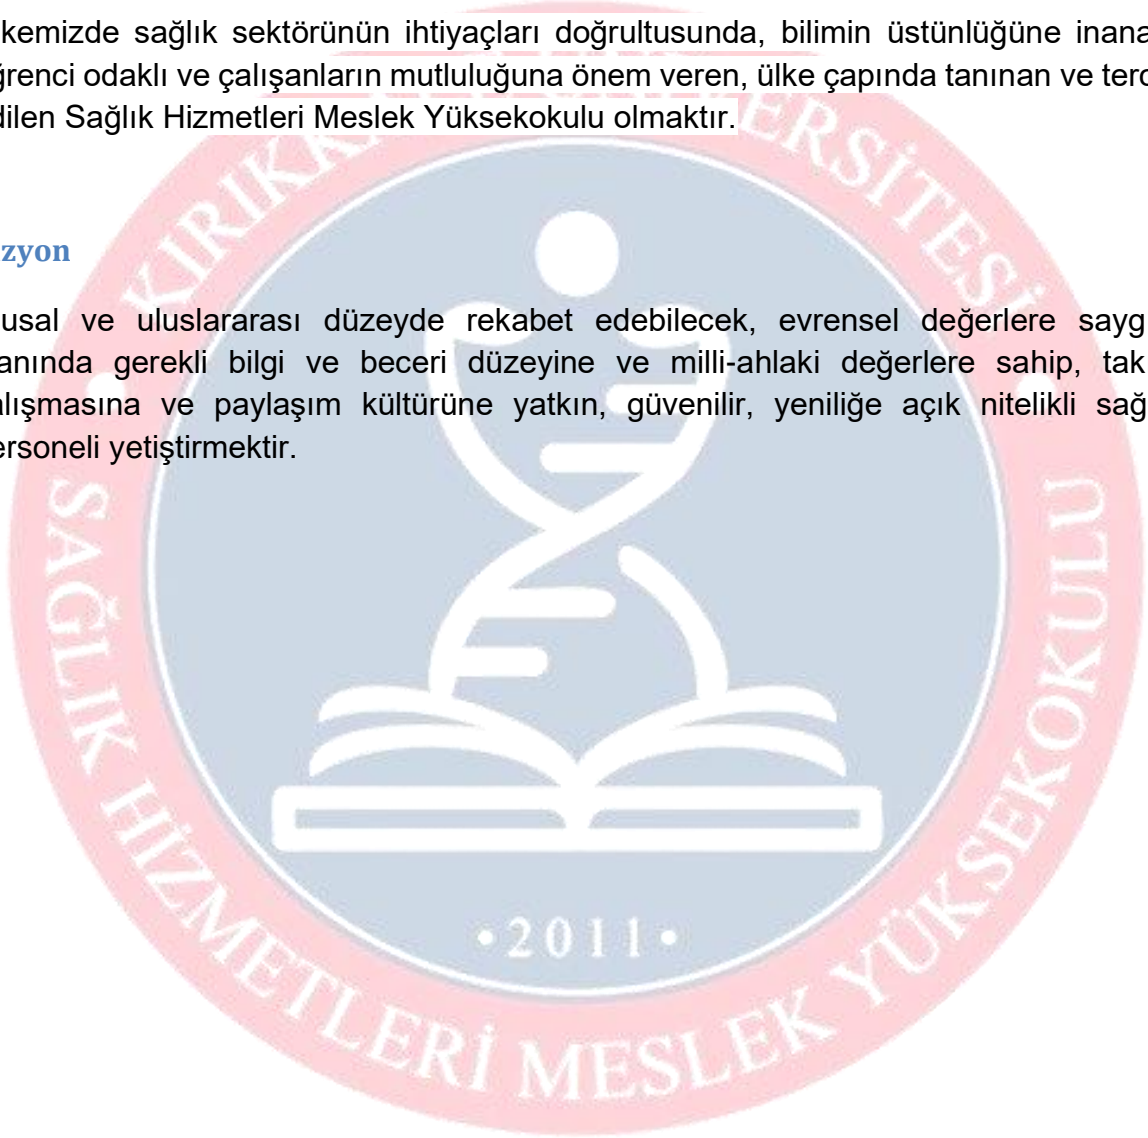 kemizde sağlık sektörünün ihtiyaçları doğrultusunda, bilimin üstünlüğüne inana
ğrenci odaklı ve çalışanların mutluluğuna önem veren, ülke çapında tanınan ve terc
dilen Sağlık Hizmetleri Meslek Yüksekokulu olmaktır.
zyon
usal ve uluslararası düzeyde rekabet edebilecek, evrensel değerlere sayg
anında gerekli bilgi ve beceri düzeyine ve milli-ahlaki değerlere sahip, tak
alışmasına ve paylaşım kültürüne yatkın, güvenilir, yeniliğe açık nitelikli sağ
ersoneli yetiştirmektir.
SAĞLIK HİZMETLERİ MESLEK YÜKSEKOKULU
•2011•